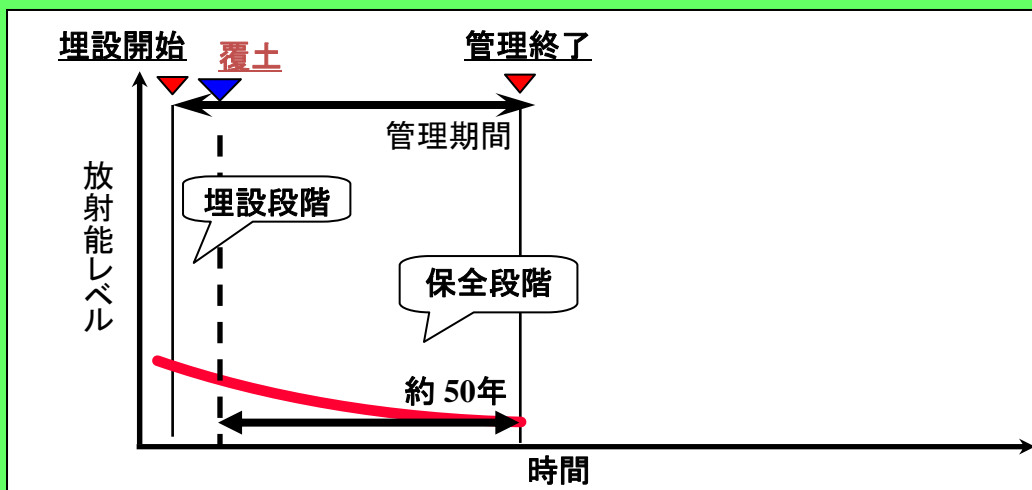 埋設開始
覆土
管理終了
管理期間
放射能レベル
埋設段階
保全段階
約 50年
時間